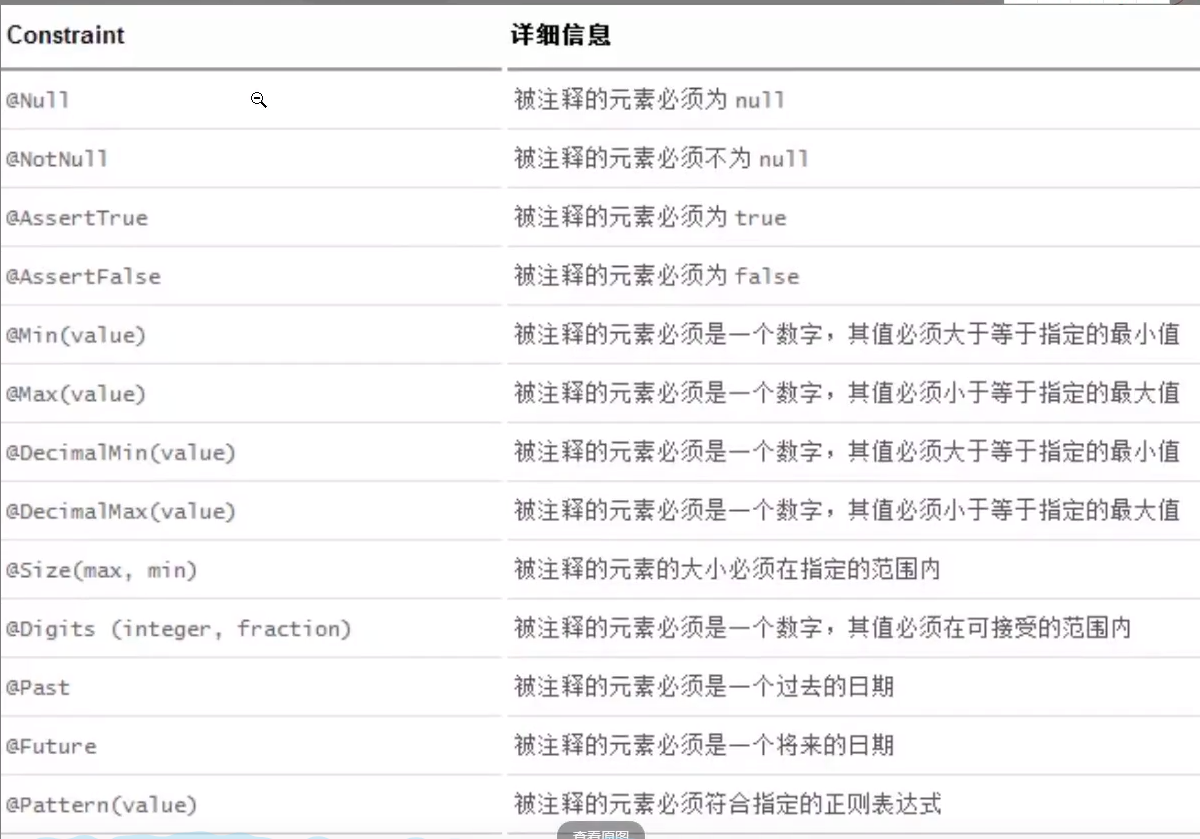 Constraint 详细信息
@Null 被注释的元素必须为 null
@NotNull 被注释的元素必须不为 null
@AssertTrue 被注释的元素必须为 true
@AssertFalse 被注释的元素必须为 false
@Min(value) 被注释的元素必须是一个数字，其值必须大于等于指定的最小值
@Max(value) 被注释的元素必须是一个数字，其值必须小于等于指定的最大值
@DecimalMin(value) 被注释的元素必须是一个数字，其值必须大于等于指定的最小值
@DecimalMax(value) 被注释的元素必须是一个数字，其值必须小于等于指定的最大值
@Size(max, min) 被注释的元素的大小必须在指定的范围内
@Digits (integer, fraction) 被注释的元素必须是一个数字，其值必须在可接受的范围内
@Past 被注释的元素必须是一个过去的日期
@Future 被注释的元素必须是一个将来的日期
@Pattern(value) 被注释的元素必须符合指定的正则表达式
查看原图